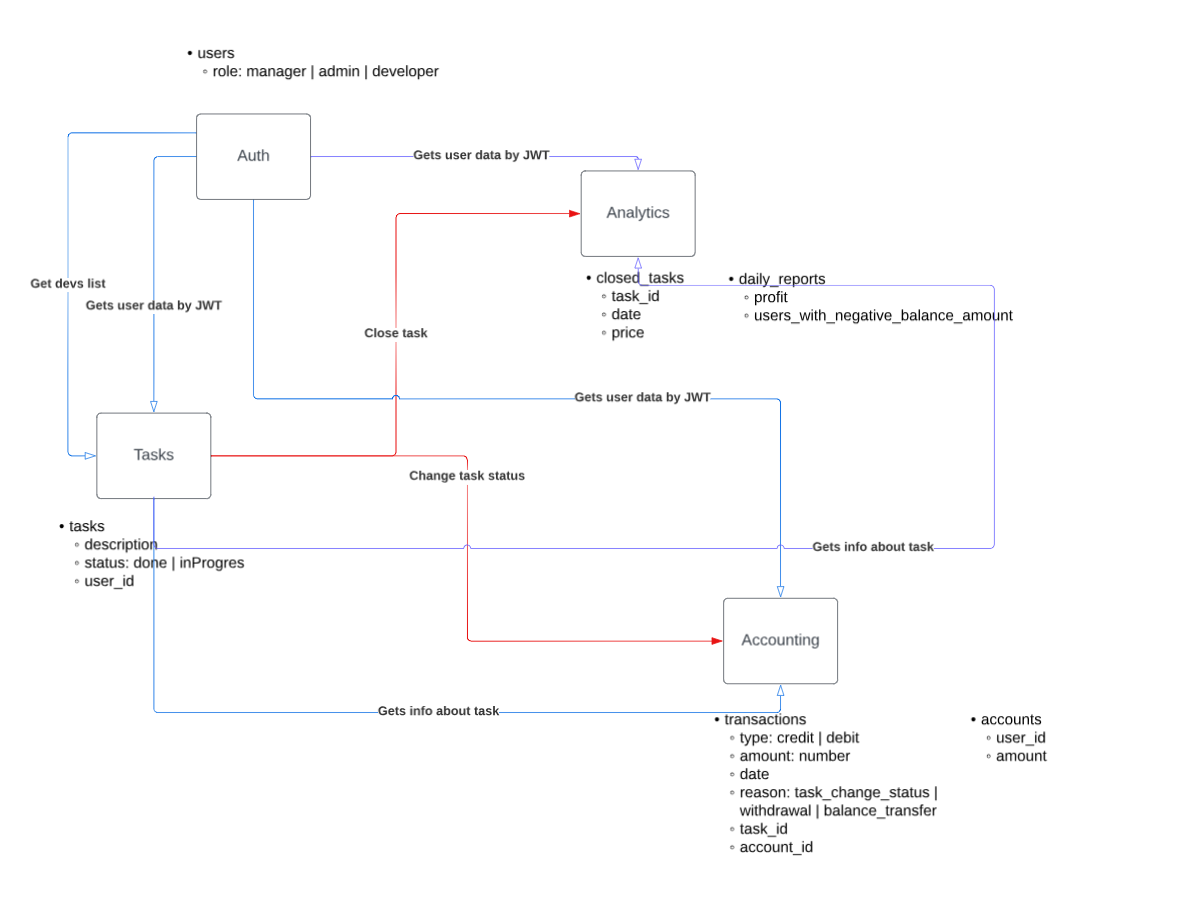 • users
◦ role: manager | admin | developer
Auth
Gets user data by JWT
Analytics
Get devs list
Gets user data by JWT
Close task
• closed_tasks
◦ task_id
◦ date
◦ price
• daily_reports
◦ profit
◦ users_with_negative_balance_amount
Gets user data by JWT
Tasks
Change task status
• tasks
◦ description
◦ status: done | inProgres
◦ user_id
Gets info about task
Accounting
Gets info about task
• transactions
◦ type: credit | debit
◦ amount: number
◦ date
◦ reason: task_change_status |
withdrawal | balance_transfer
◦ task_id
◦ account_id
• accounts
◦ user_id
◦ amount